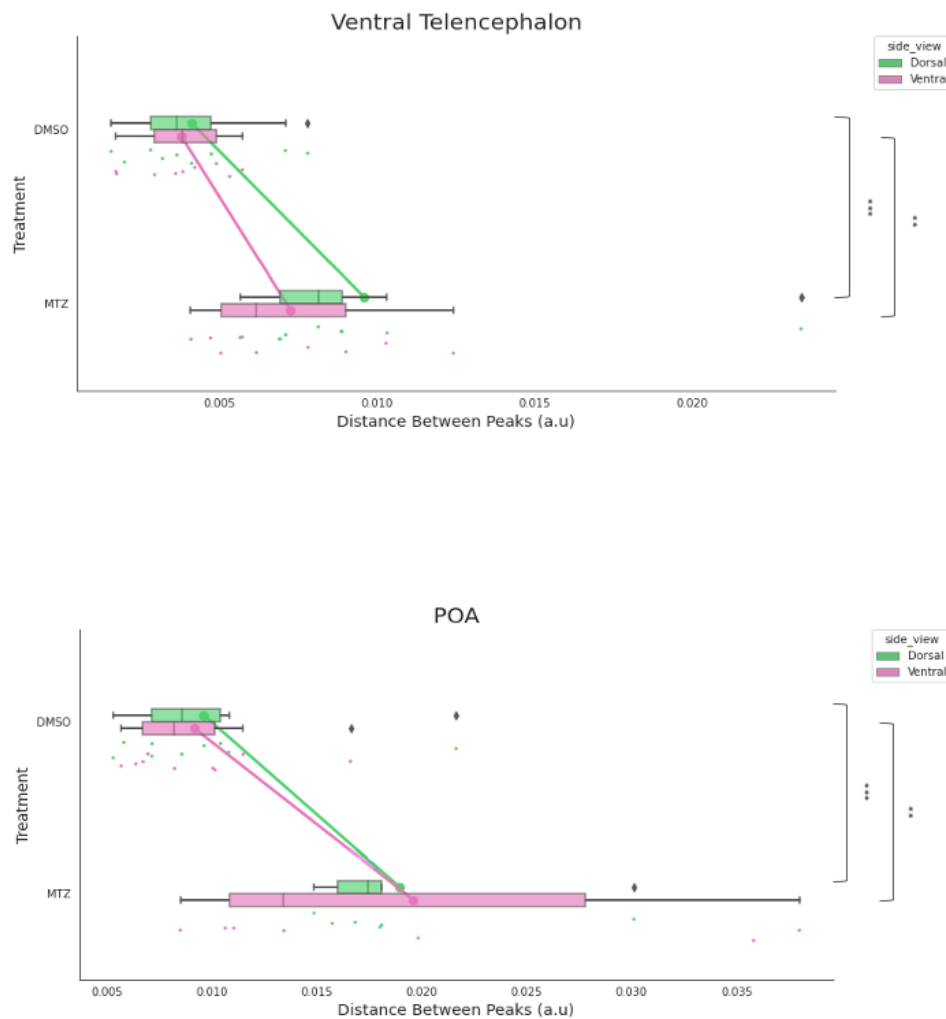 Ventral Telencephalon
side_view
Dorsal
Ventral
DMSO
***
**
Treatment
MTZ
0.005 0.010 0.015 0.020
Distance Between Peaks (a.u)
POA
side_view
Dorsal
Ventral
DMSO
***
**
Treatment
MTZ
0.005 0.010 0.015 0.020 0.025 0.030 0.035
Distance Between Peaks (a.u)